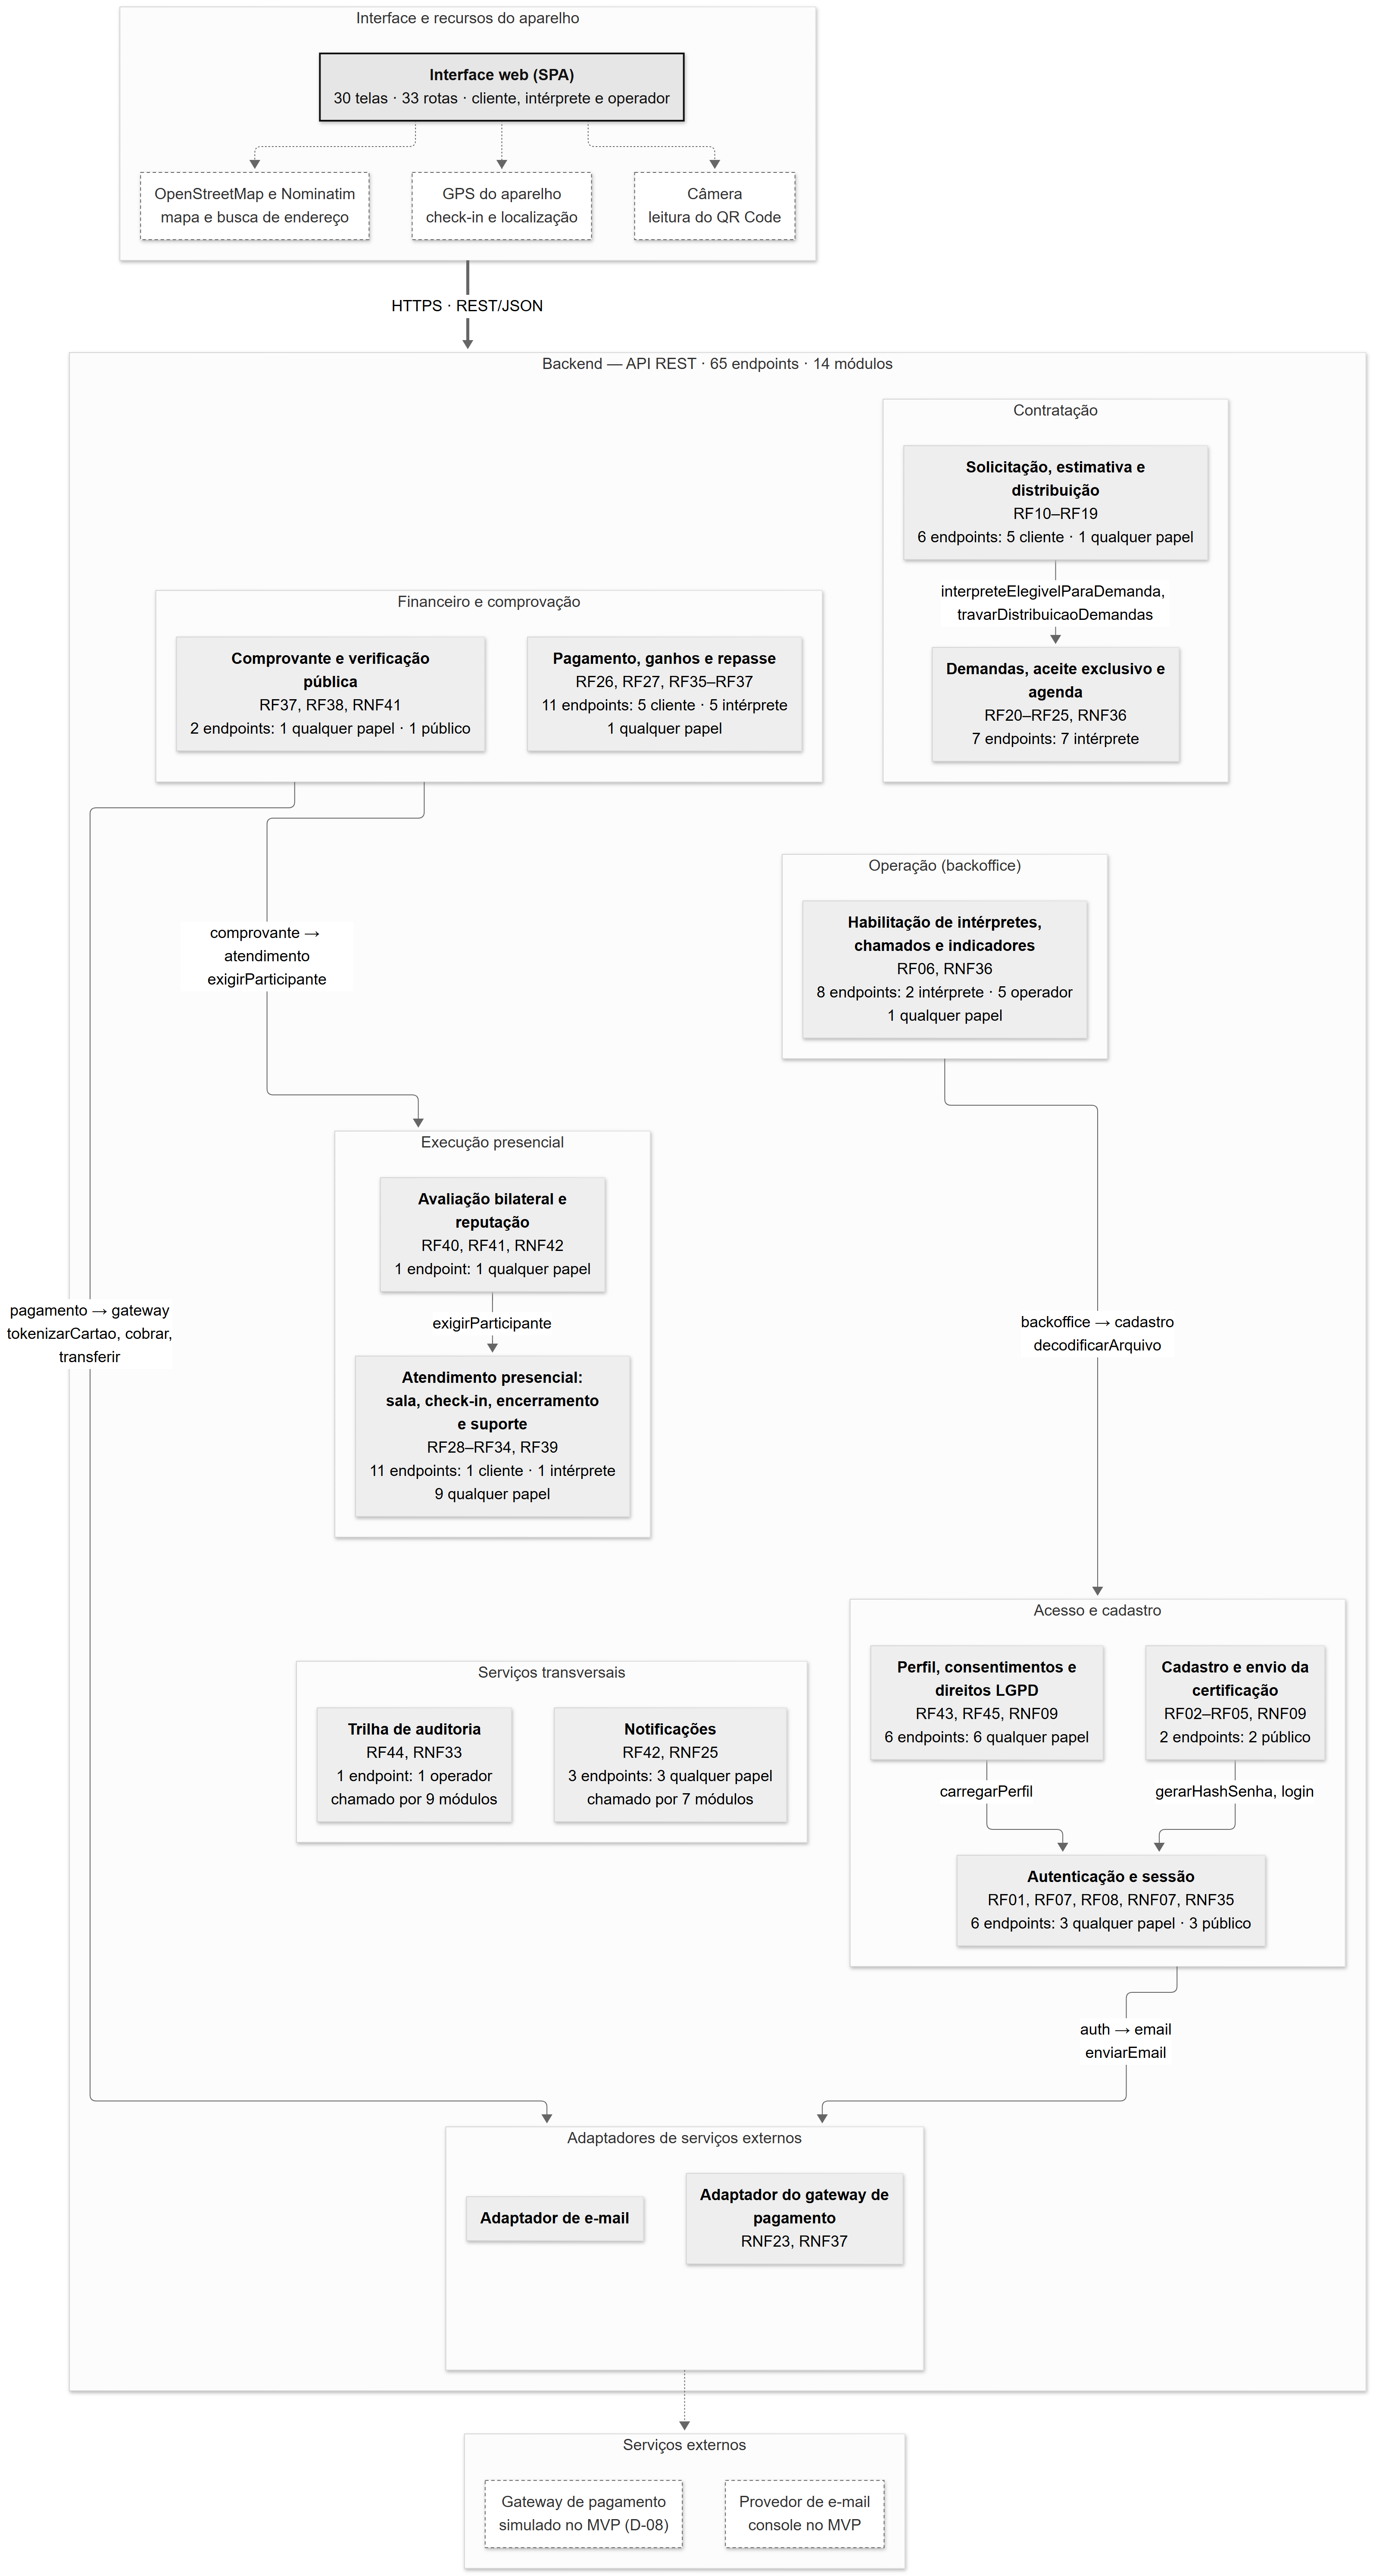 Interface e recursos do aparelho
Interface web (SPA)
30 telas · 33 rotas · cliente, intérprete e operador
OpenStreetMap e Nominatim
mapa e busca de endereço
GPS do aparelho
check-in e localização
Câmera
leitura do QR Code
HTTPS · REST/JSON
Backend — API REST · 65 endpoints · 14 módulos
Contratação
Solicitação, estimativa e
distribuição
RF10–RF19
6 endpoints: 5 cliente · 1 qualquer papel
interpreteElegivelParaDemanda,
travarDistribuicaoDemandas
Demandas, aceite exclusivo e
agenda
RF20–RF25, RNF36
7 endpoints: 7 intérprete
Financeiro e comprovação
Comprovante e verificação
pública
RF37, RF38, RNF41
2 endpoints: 1 qualquer papel · 1 público
Pagamento, ganhos e repasse
RF26, RF27, RF35–RF37
11 endpoints: 5 cliente · 5 intérprete
1 qualquer papel
Operação (backoffice)
Habilitação de intérpretes,
chamados e indicadores
RF06, RNF36
8 endpoints: 2 intérprete · 5 operador
1 qualquer papel
comprovante →
atendimento
exigirParticipante
Execução presencial
Avaliação bilateral e
reputação
RF40, RF41, RNF42
1 endpoint: 1 qualquer papel
exigirParticipante
Atendimento presencial:
sala, check-in, encerramento
e suporte
RF28–RF34, RF39
11 endpoints: 1 cliente · 1 intérprete
9 qualquer papel
pagamento → gateway
tokenizarCartao, cobrar,
transferir
backoffice → cadastro
decodificarArquivo
Acesso e cadastro
Perfil, consentimentos e
direitos LGPD
RF43, RF45, RNF09
6 endpoints: 6 qualquer papel
Cadastro e envio da
certificação
RF02–RF05, RNF09
2 endpoints: 2 público
carregarPerfil
gerarHashSenha, login
Autenticação e sessão
RF01, RF07, RF08, RNF07, RNF35
6 endpoints: 3 qualquer papel · 3 público
Serviços transversais
Trilha de auditoria
RF44, RNF33
1 endpoint: 1 operador
chamado por 9 módulos
Notificações
RF42, RNF25
3 endpoints: 3 qualquer papel
chamado por 7 módulos
auth → email
enviarEmail
Adaptadores de serviços externos
Adaptador de e-mail
Adaptador do gateway de
pagamento
RNF23, RNF37
Serviços externos
Gateway de pagamento
simulado no MVP (D-08)
Provedor de e-mail
console no MVP